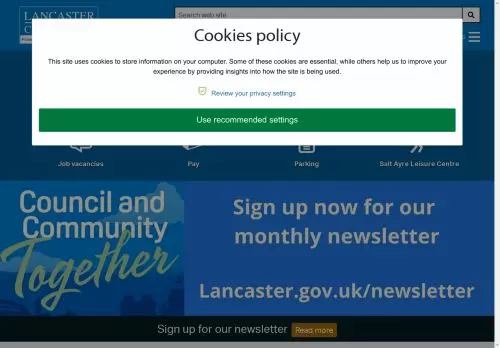 LANCASTER
Search web site
Cookies policy
This site uses cookies to store information on your computer. Some of these cookies are essential, while others help us to improve your
experience by providing insights into how the site is being used.
Review your privacy settings
Use recommended settings
Job vacancies
Pay
Parking
Salt Ayre Leisure Centre
Council and
Community
Together
Sign up now for our
monthly newsletter
Lancaster.gov.uk/newsletter
Sign up for our newsletter Read more